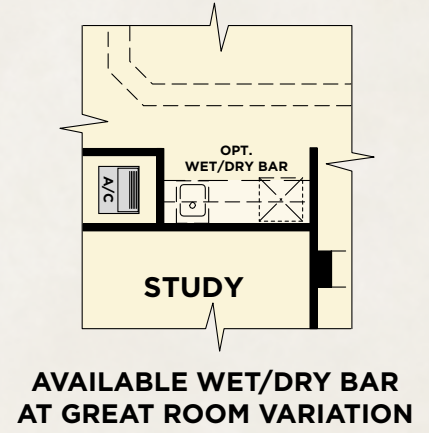 OPT.
WET/DRY BAR
A/C
STUDY
AVAILABLE WET/DRY BAR
AT GREAT ROOM VARIATION